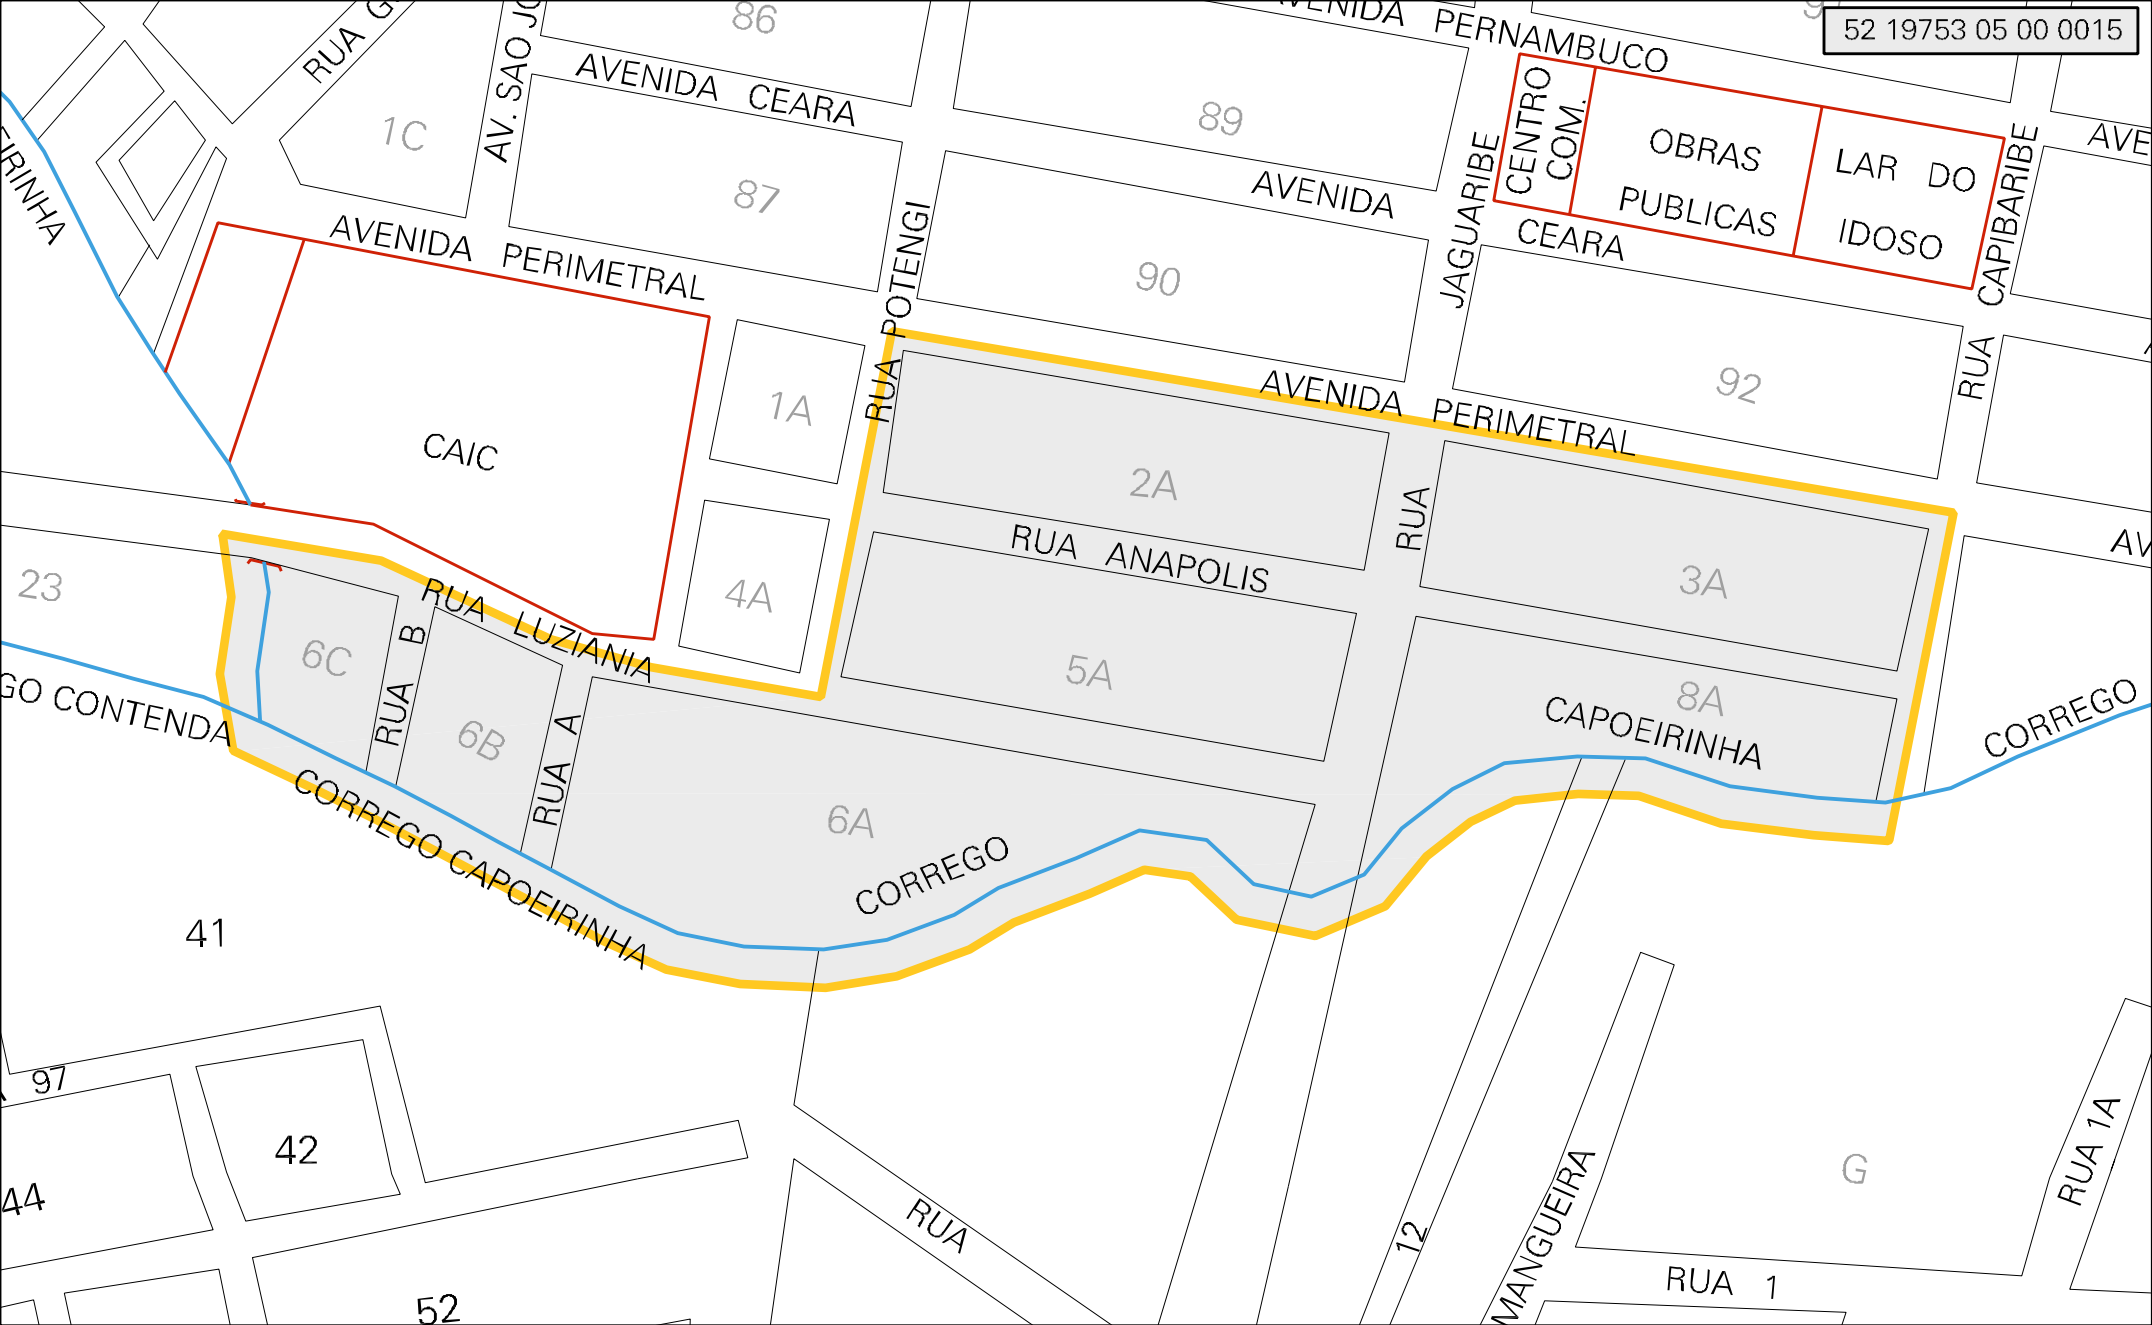 86
AVENIDA PERNAMBUCO
52 19753 05 00 0015
RUA
AV. SAO
AVENIDA CEARA
1C
89
CENTRO
COM.
OBRAS
PUBLICAS
LAR DO
IDOSO
87
AVENIDA
CEARA
JAGUARIBE
RUA CAPIBARIBE
AVENIDA PERIMETRAL
RUA POTENGI
90
92
1A
CAIC
AVENIDA PERIMETRAL
2A
RUA
RUA ANAPOLIS
3A
23
4A
RUA LUZIANIA
6C
RUA B
6B
RUA A
5A
8A
CAPOEIRINHA
CORREGO
GO CONTENDA
CORREGO CAPOEIRINHA
6A
CORREGO
41
97
42
44
52
RUA
12
MANGUEIRA
G
RUA 1
RUA 1A